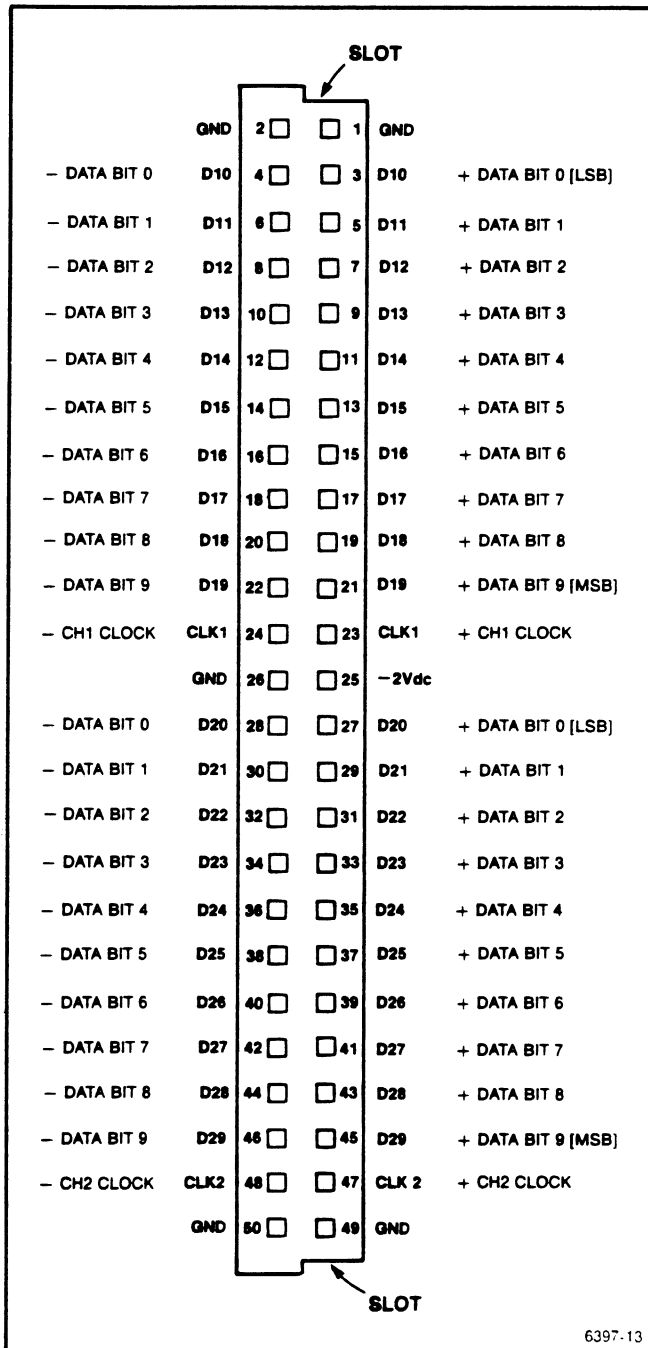 SLOT
GND 2 1 GND
− DATA BIT 0 D10 4 3 D10 + DATA BIT 0 [LSB]
− DATA BIT 1 D11 6 5 D11 + DATA BIT 1
− DATA BIT 2 D12 8 7 D12 + DATA BIT 2
− DATA BIT 3 D13 10 9 D13 + DATA BIT 3
− DATA BIT 4 D14 12 11 D14 + DATA BIT 4
− DATA BIT 5 D15 14 13 D15 + DATA BIT 5
− DATA BIT 6 D16 16 15 D16 + DATA BIT 6
− DATA BIT 7 D17 18 17 D17 + DATA BIT 7
− DATA BIT 8 D18 20 19 D18 + DATA BIT 8
− DATA BIT 9 D19 22 21 D19 + DATA BIT 9 [MSB]
− CH1 CLOCK CLK1 24 23 CLK1 + CH1 CLOCK
GND 26 25 −2Vdc
− DATA BIT 0 D20 28 27 D20 + DATA BIT 0 [LSB]
− DATA BIT 1 D21 30 29 D21 + DATA BIT 1
− DATA BIT 2 D22 32 31 D22 + DATA BIT 2
− DATA BIT 3 D23 34 33 D23 + DATA BIT 3
− DATA BIT 4 D24 36 35 D24 + DATA BIT 4
− DATA BIT 5 D25 38 37 D25 + DATA BIT 5
− DATA BIT 6 D26 40 39 D26 + DATA BIT 6
− DATA BIT 7 D27 42 41 D27 + DATA BIT 7
− DATA BIT 8 D28 44 43 D28 + DATA BIT 8
− DATA BIT 9 D29 46 45 D29 + DATA BIT 9 [MSB]
− CH2 CLOCK CLK2 48 47 CLK 2 + CH2 CLOCK
GND 50 49 GND
SLOT
6397-13